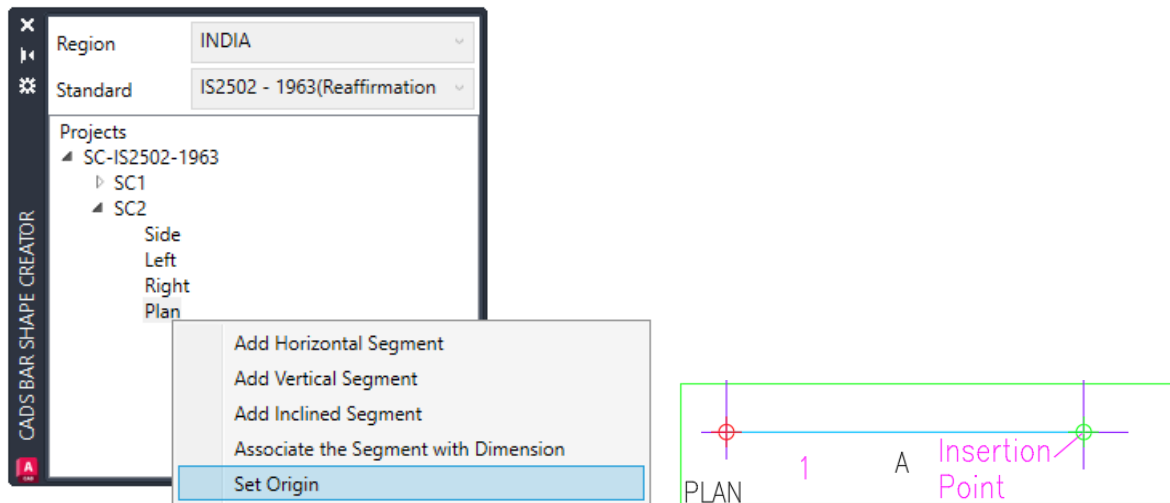 Region
INDIA
Standard
IS2502 - 1963(Reaffirmation
Projects
SC-IS2502-1963
SC1
SC2
Side
Left
Right
Plan
CADS BAR SHAPE CREATOR
A
CAD
Add Horizontal Segment
Add Vertical Segment
Add Inclined Segment
Associate the Segment with Dimension
Set Origin
1
A
Insertion
Point
PLAN